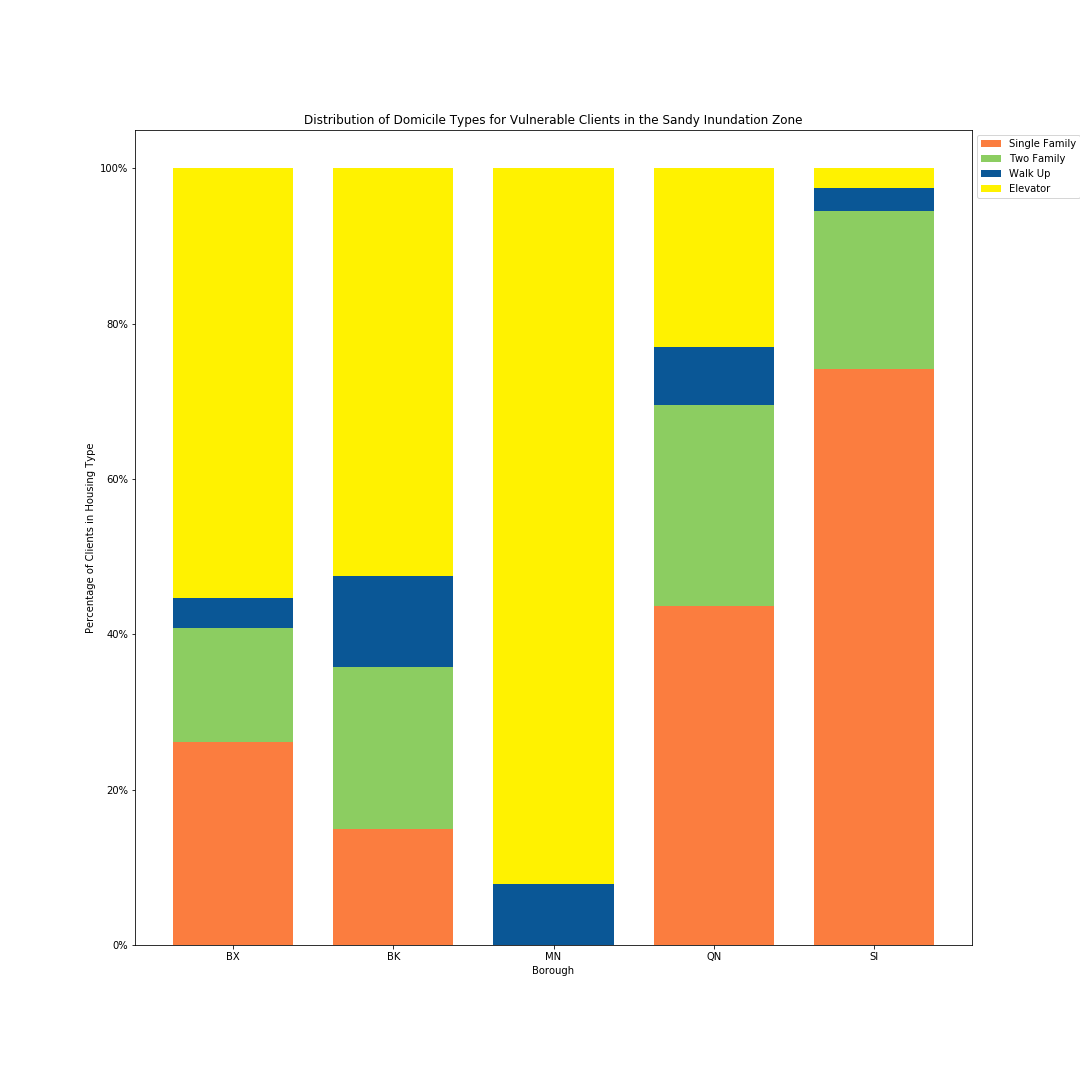 Distribution of Domicile Types for Vulnerable Clients in the Sandy Inundation Zone
Single Family
Two Family
Walk Up
Elevator
100%
80%
60%
40%
20%
0%
Percentage of Clients in Housing Type
BX BK MN QN SI
Borough